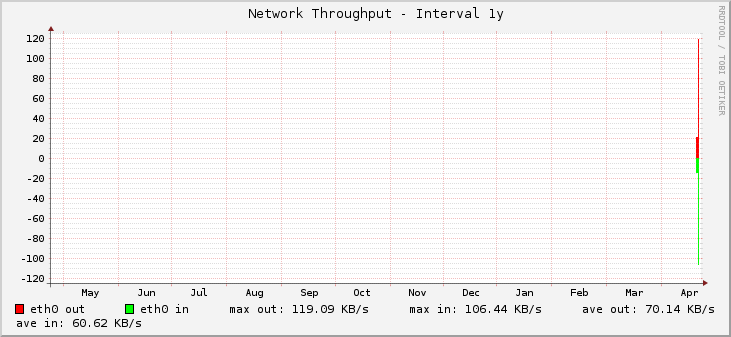 Network Throughput - Interval 1y
RRDTOOL / TOBI OETIKER
120
100
80
60
40
20
0
-20
-40
-60
-80
-100
-120
May Jun Jul Aug Sep Oct Nov Dec Jan Feb Mar Apr
eth0 out eth0 in max out: 119.09 KB/s max in: 106.44 KB/s ave out: 70.14 KB/s
ave in: 60.62 KB/s